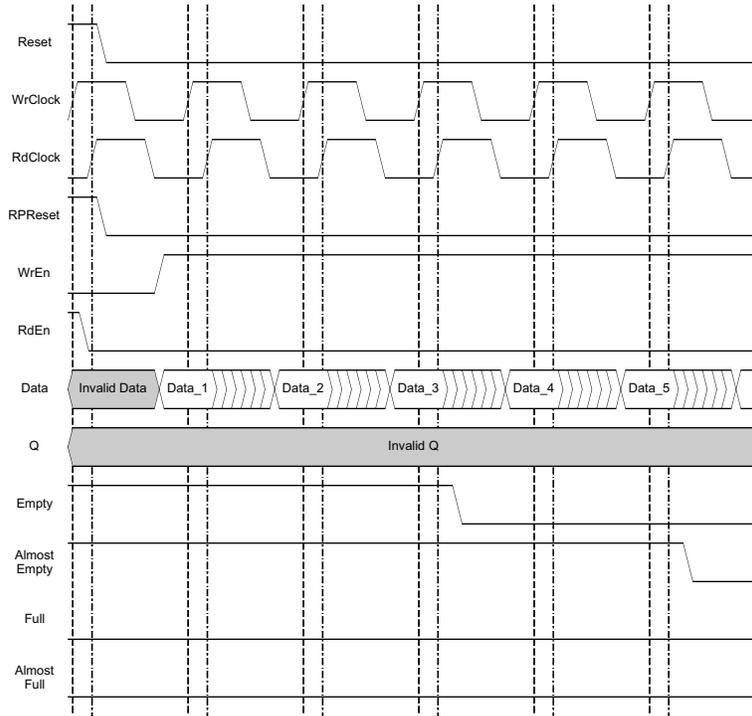 Reset
WrClock
RdClock
RPReset
WrEn
RdEn
Data
Invalid Data
Data_1
Data_2
Data_3
Data_4
Data_5
Q
Invalid Q
Empty
Almost
Empty
Full
Almost
Full